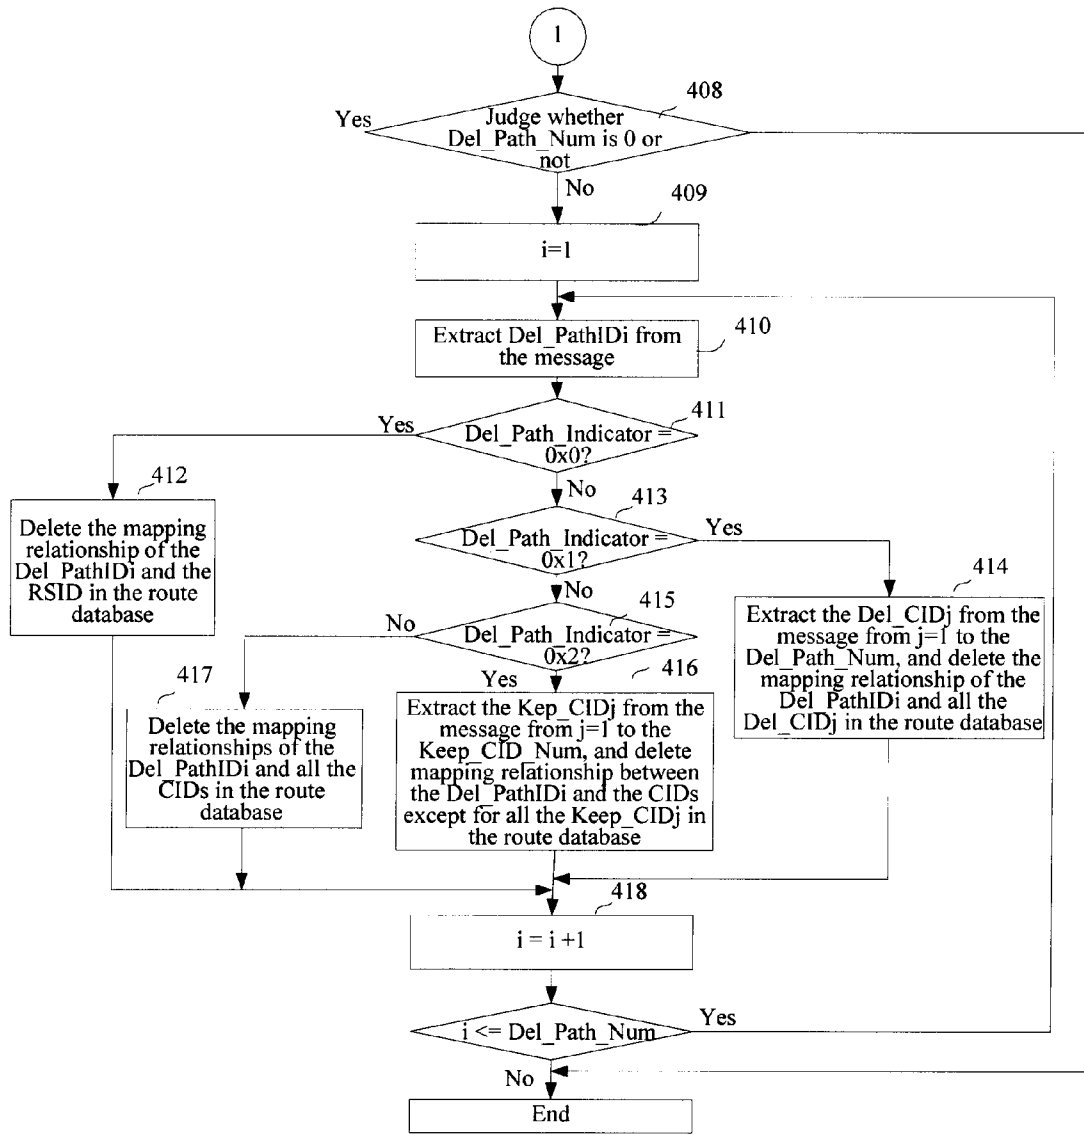 1
408
Yes
Judge whether
Del_Path_Num is 0 or
not
No
409
i=1
410
Extract Del_PathIDi from
the message
411
Yes
Del_Path_Indicator =
0x0?
No
412
Delete the mapping
relationship of the
Del_PathIDi and the
RSID in the route
database
413
Yes
Del_Path_Indicator =
0x1?
No
414
Extract the Del_CIDj from the
message from j=1 to the
Del_Path_Num, and delete the
mapping relationship of the
Del_PathIDi and all the
Del_CIDj in the route database
415
No
Del_Path_Indicator =
0x2?
Yes
416
Extract the Kep_CIDj from the
message from j=1 to the
Keep_CID_Num, and delete
mapping relationship between
the Del_PathIDi and the CIDs
except for all the Keep_CIDj in
the route database
417
Delete the mapping
relationships of the
Del_PathIDi and all the
CIDs in the route
database
418
i = i +1
i <= Del_Path_Num
Yes
No
End